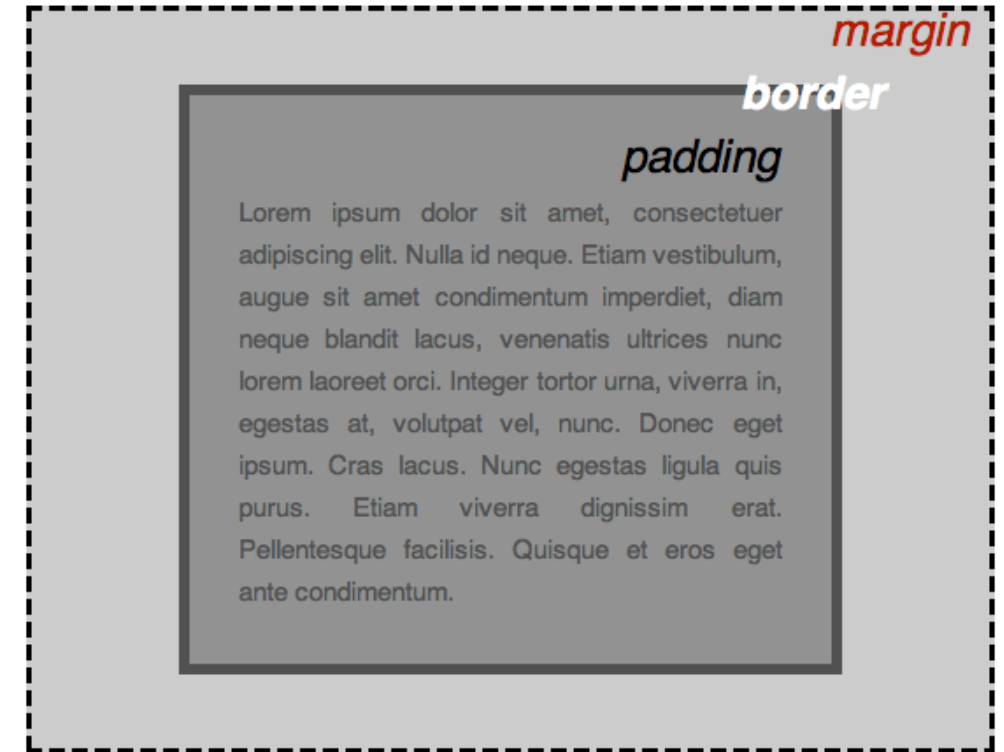 margin
border
padding
Lorem ipsum dolor sit amet, consectetuer
adipiscing elit. Nulla id neque. Etiam vestibulum,
augue sit amet condimentum imperdiet, diam
neque blandit lacus, venenatis ultrices nunc
lorem laoreet orci. Integer tortor urna, viverra in,
egestas at, volutpat vel, nunc. Donec eget
ipsum. Cras lacus. Nunc egestas ligula quis
purus. Etiam viverra dignissim erat.
Pellentesque facilisis. Quisque et eros eget
ante condimentum.